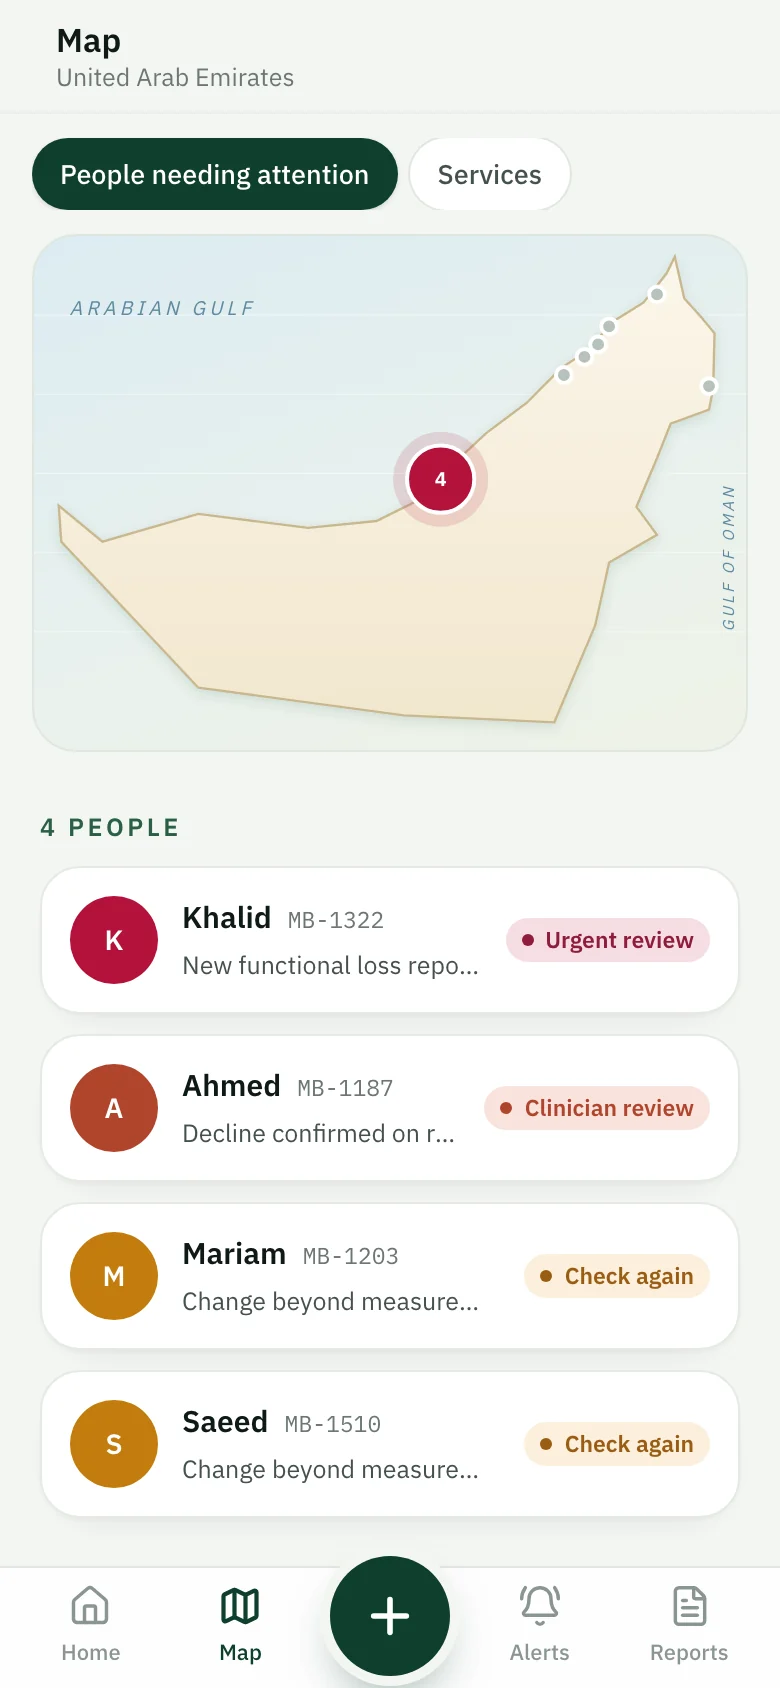 Map
United Arab Emirates
People needing attention
Services
ARABIAN GULF
4
GULF OF OMAN
4 PEOPLE
K
Khalid MB-1322
New functional loss repo...
Urgent review
A
Ahmed MB-1187
Decline confirmed on r...
Clinician review
M
Mariam MB-1203
Change beyond measure...
Check again
S
Saeed MB-1510
Change beyond measure...
Check again
Home
Map
Alerts
Reports